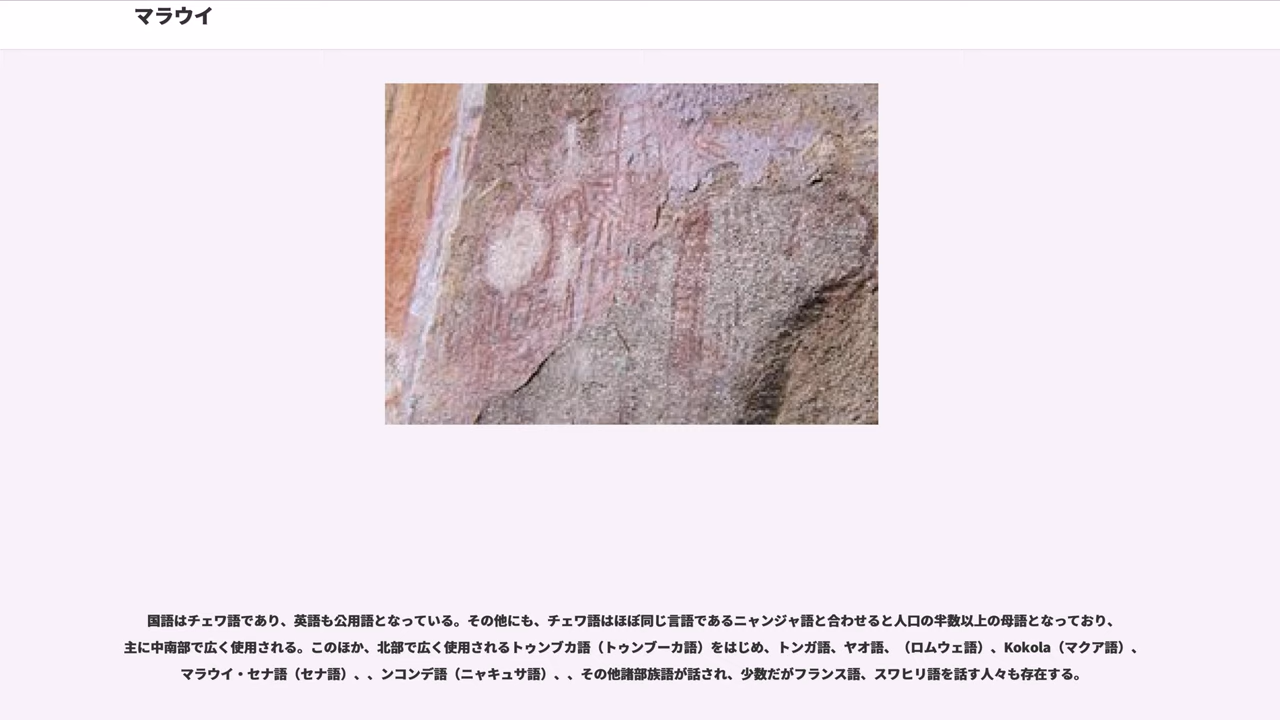 マラウイ
国語はチェワ語であり、英語も公用語となっている。その他にも、チェワ語はほぼ同じ言語であるニャンジャ語と合わせると人口の半数以上の母語となっており、
主に中南部で広く使用される。このほか、北部で広く使用されるトゥンブカ語（トゥンブーカ語）をはじめ、トンガ語、ヤオ語、（ロムウェ語）、Kokola（マクア語）、
マラウイ・セナ語（セナ語）、、ンコンデ語（ニャキュサ語）、、その他諸部族語が話され、少数だがフランス語、スワヒリ語を話す人々も存在する。